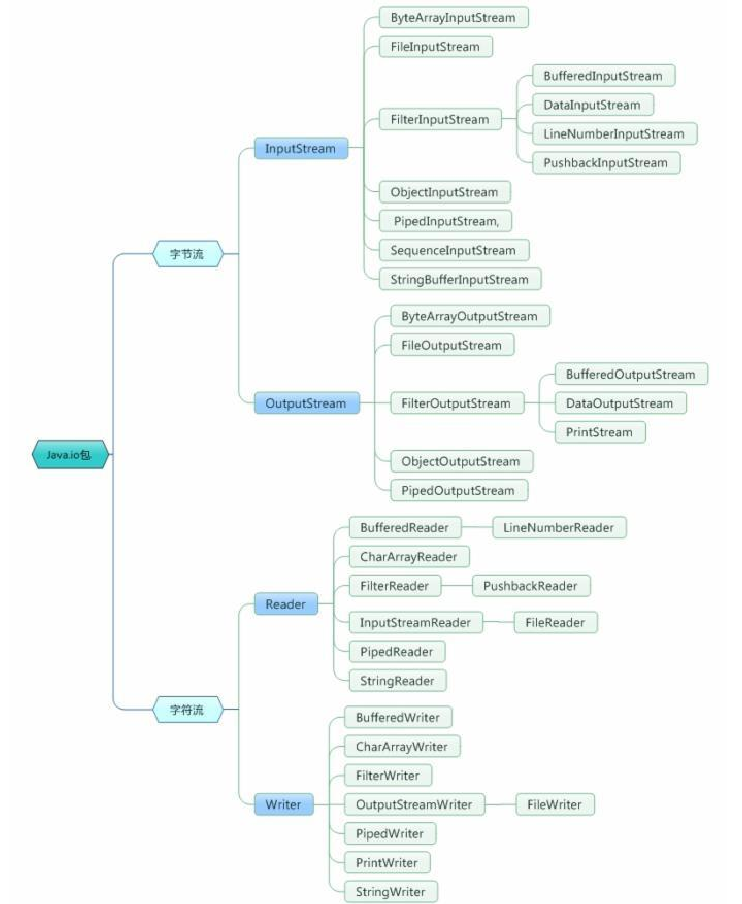 Java.io包
字节流
InputStream
ByteArrayInputStream
FileInputStream
FilterInputStream
BufferedInputStream
DataInputStream
LineNumberInputStream
PushbackInputStream
ObjectInputStream
PipedInputStream,
SequenceInputStream
StringBufferInputStream
OutputStream
ByteArrayOutputStream
FileOutputStream
FilterOutputStream
BufferedOutputStream
DataOutputStream
PrintStream
ObjectOutputStream
PipedOutputStream
字符流
Reader
BufferedReader
LineNumberReader
CharArrayReader
FilterReader
PushbackReader
InputStreamReader
FileReader
PipedReader
StringReader
Writer
BufferedWriter
CharArrayWriter
FilterWriter
OutputStreamWriter
FileWriter
PipedWriter
PrintWriter
StringWriter